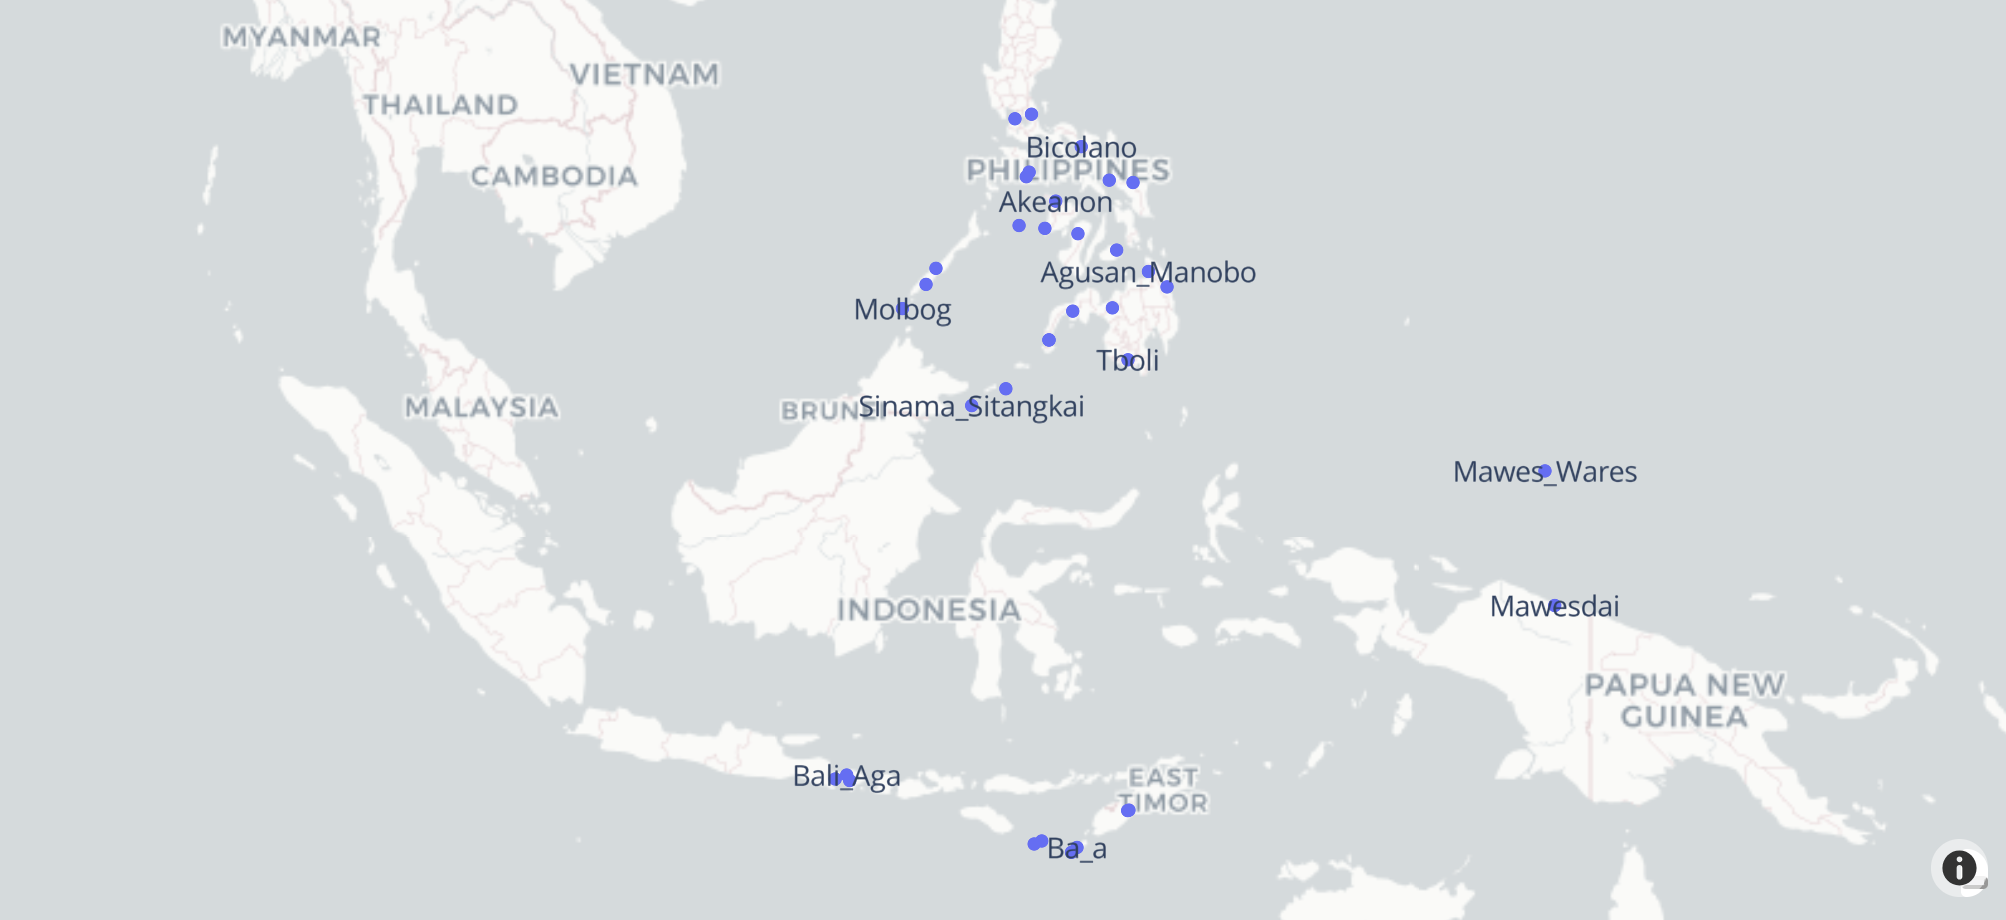 MYANMAR
VIETNAM
THAILAND
Bicolano
PHILIPPINES
CAMBODIA
Akeanon
Agusan_Manobo
Molbog
Tboli
MALAYSIA
BRUNEI
Sinama_Sitangkai
Mawes_Wares
INDONESIA
Mawesdai
PAPUA NEW
GUINEA
Bali_Aga
EAST
TIMOR
Ba_a